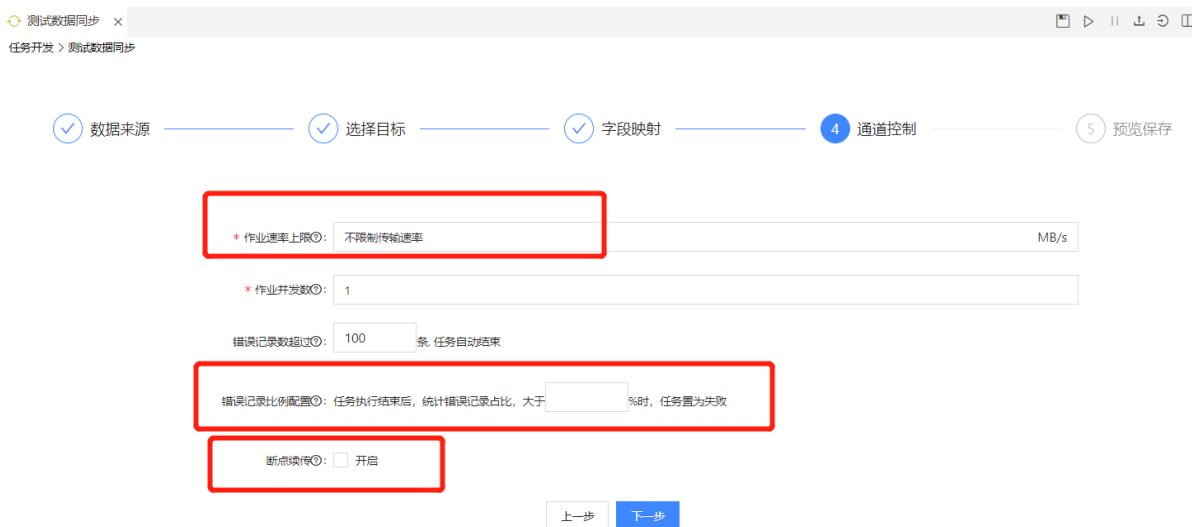 测试数据同步 ×
任务开发 > 测试数据同步
数据来源
选择目标
字段映射
4 通道控制
5 预览保存
* 作业速率上限?: 不限制传输速率 MB/s
* 作业并发数?: 1
错误记录数超过?: 100 条, 任务自动结束
错误记录比例配置?: 任务执行结束后，统计错误记录占比，大于 %时，任务置为失败
断点续传?: 开启
上一步 下一步